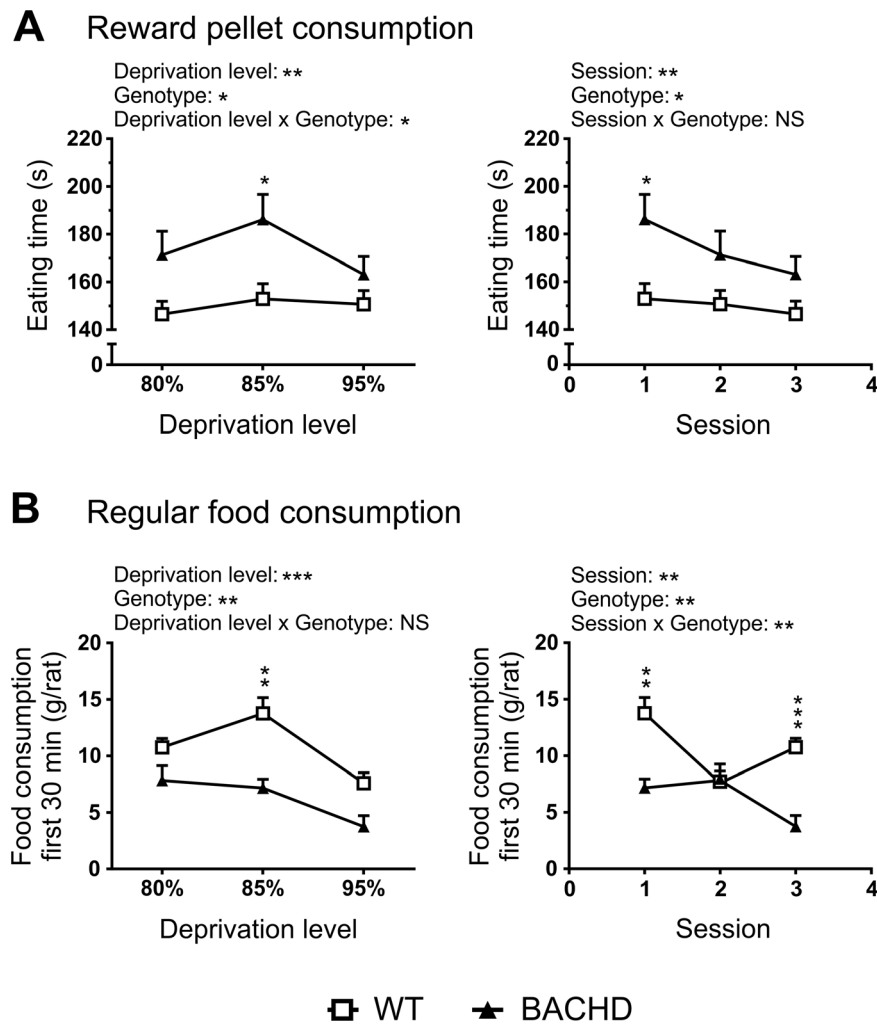 A Reward pellet consumption
Deprivation level: **
Genotype: *
Deprivation level x Genotype: *
Eating time (s)
220
200
180
160
140
0
*
80% 85% 95%
Deprivation level
Session: **
Genotype: *
Session x Genotype: NS
Eating time (s)
220
200
180
160
140
0
*
0 1 2 3 4
Session
B Regular food consumption
Deprivation level: ***
Genotype: **
Deprivation level x Genotype: NS
Food consumption
first 30 min (g/rat)
20
15
10
5
0
**
80% 85% 95%
Deprivation level
Session: **
Genotype: **
Session x Genotype: **
Food consumption
first 30 min (g/rat)
20
15
10
5
0
**
***
0 1 2 3 4
Session
WT BACHD